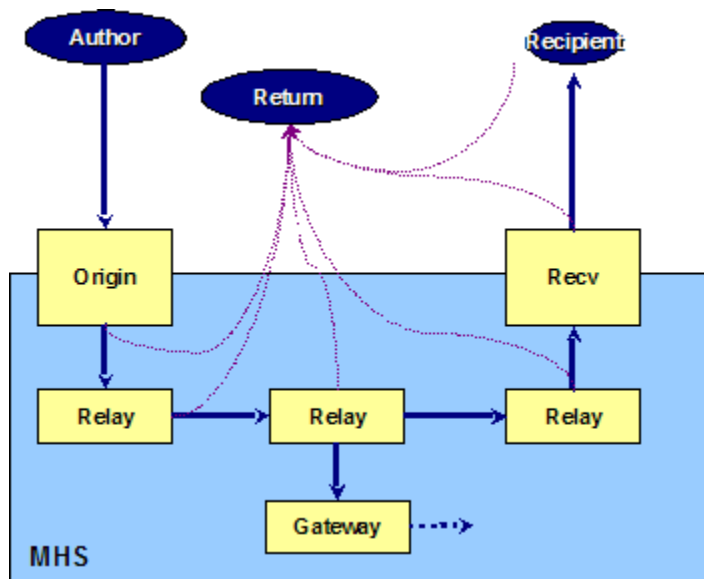 Author
Recipient
Return
Origin
Recv
Relay
Relay
Relay
Gateway
MHS